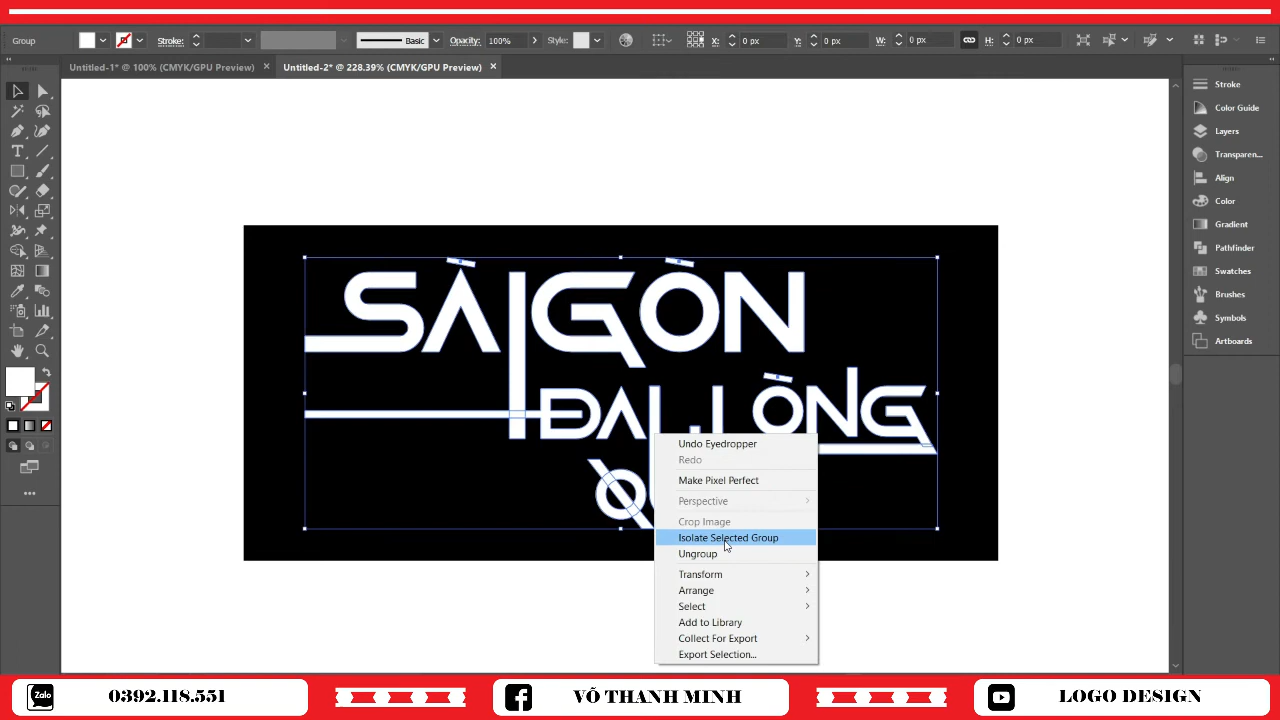 Group
Stroke:
Basic
Opacity: 100%
Style:
X: 0 px
Y: 0 px
W: 0 px
H: 0 px
Untitled-1* @ 100% (CMYK/GPU Preview)
Untitled-2* @ 228.39% (CMYK/GPU Preview)
Stroke
Color Guide
Layers
Transparen...
Align
Color
Gradient
Pathfinder
Swatches
Brushes
Symbols
Artboards
SÀIGÒN
ĐẠI LÒNG
Undo Eyedropper
Redo
Make Pixel Perfect
Perspective
Crop Image
Isolate Selected Group
Ungroup
Transform
Arrange
Select
Add to Library
Collect For Export
Export Selection...
Zalo
0392.118.551
VÕ THANH MINH
LOGO DESIGN